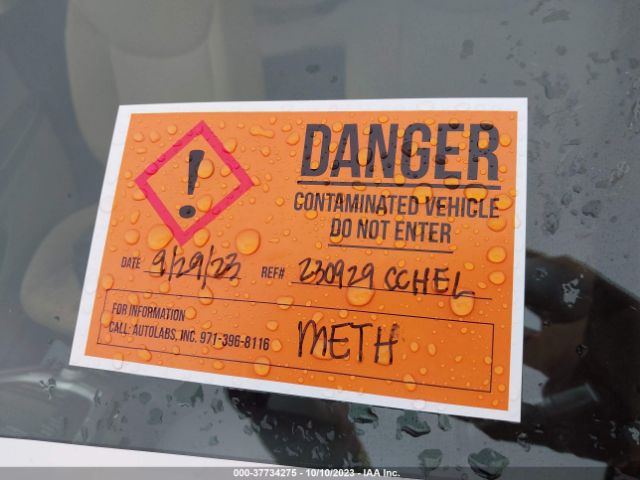 DANGER
CONTAMINATED VEHICLE
DO NOT ENTER
DATE 9/29/23 REF# 230929 CCHEL
FOR INFORMATION
CALL: AUTOLABS, INC. 971-396-8116
METH
000-37734275 - 10/10/2023 - IAA Inc.